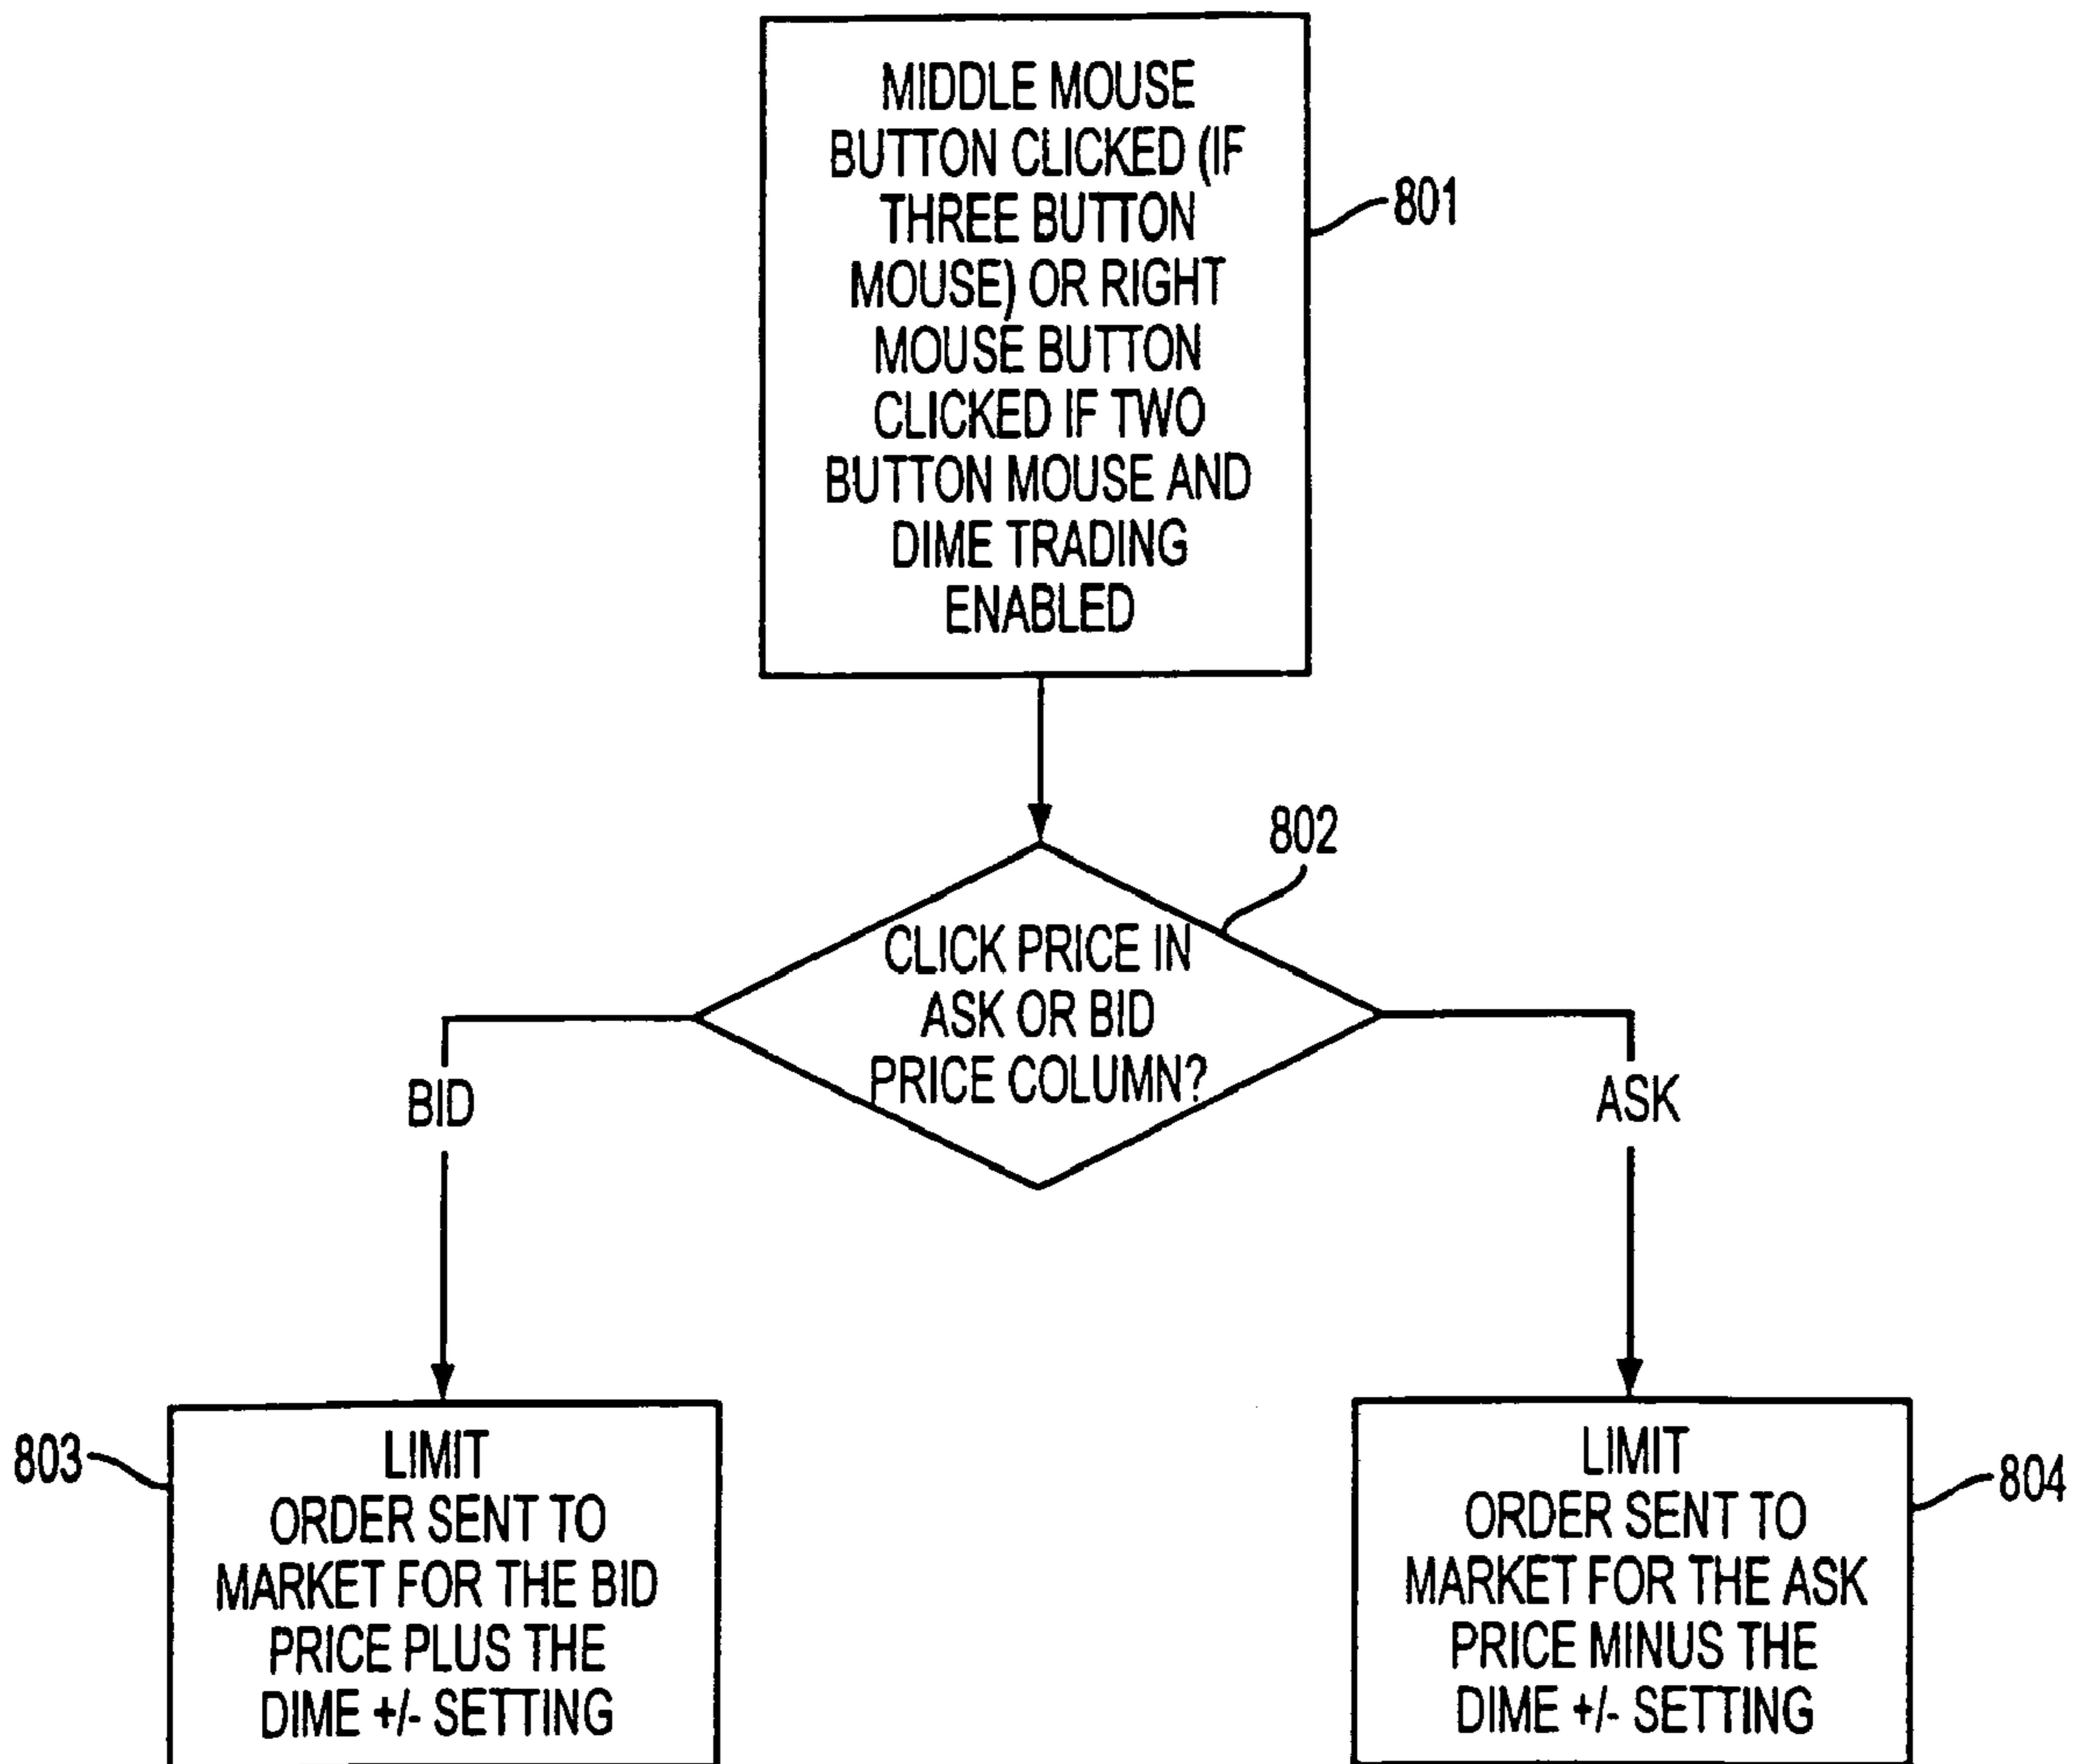 MIDDLE MOUSE
BUTTON CLICKED (IF
THREE BUTTON
MOUSE) OR RIGHT
MOUSE BUTTON
CLICKED IF TWO
BUTTON MOUSE AND
DIME TRADING
ENABLED
801
802
CLICK PRICE IN
ASK OR BID
PRICE COLUMN?
BID
ASK
803
LIMIT
ORDER SENT TO
MARKET FOR THE BID
PRICE PLUS THE
DIME +/- SETTING
LIMIT
ORDER SENT TO
MARKET FOR THE ASK
PRICE MINUS THE
DIME +/- SETTING
804